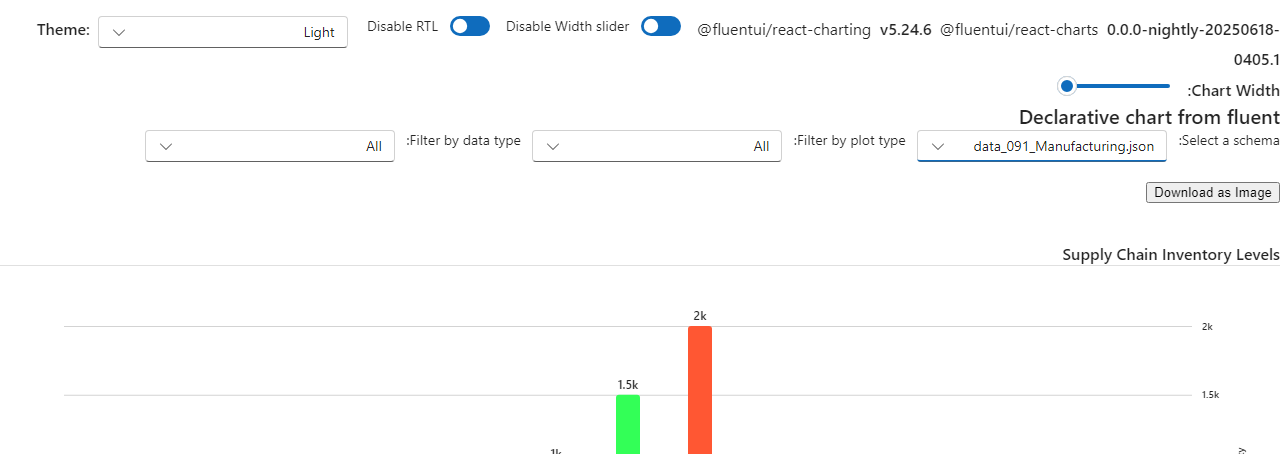 Theme: Light Disable RTL Disable Width slider @fluentui/react-charting v5.24.6 @fluentui/react-charts 0.0.0-nightly-20250618-
0405.1
:Chart Width
Declarative chart from fluent
:Select a schema data_091_Manufacturing.json :Filter by plot type All :Filter by data type All
Download as Image
Supply Chain Inventory Levels
2k
2k
1.5k
1.5k
1k